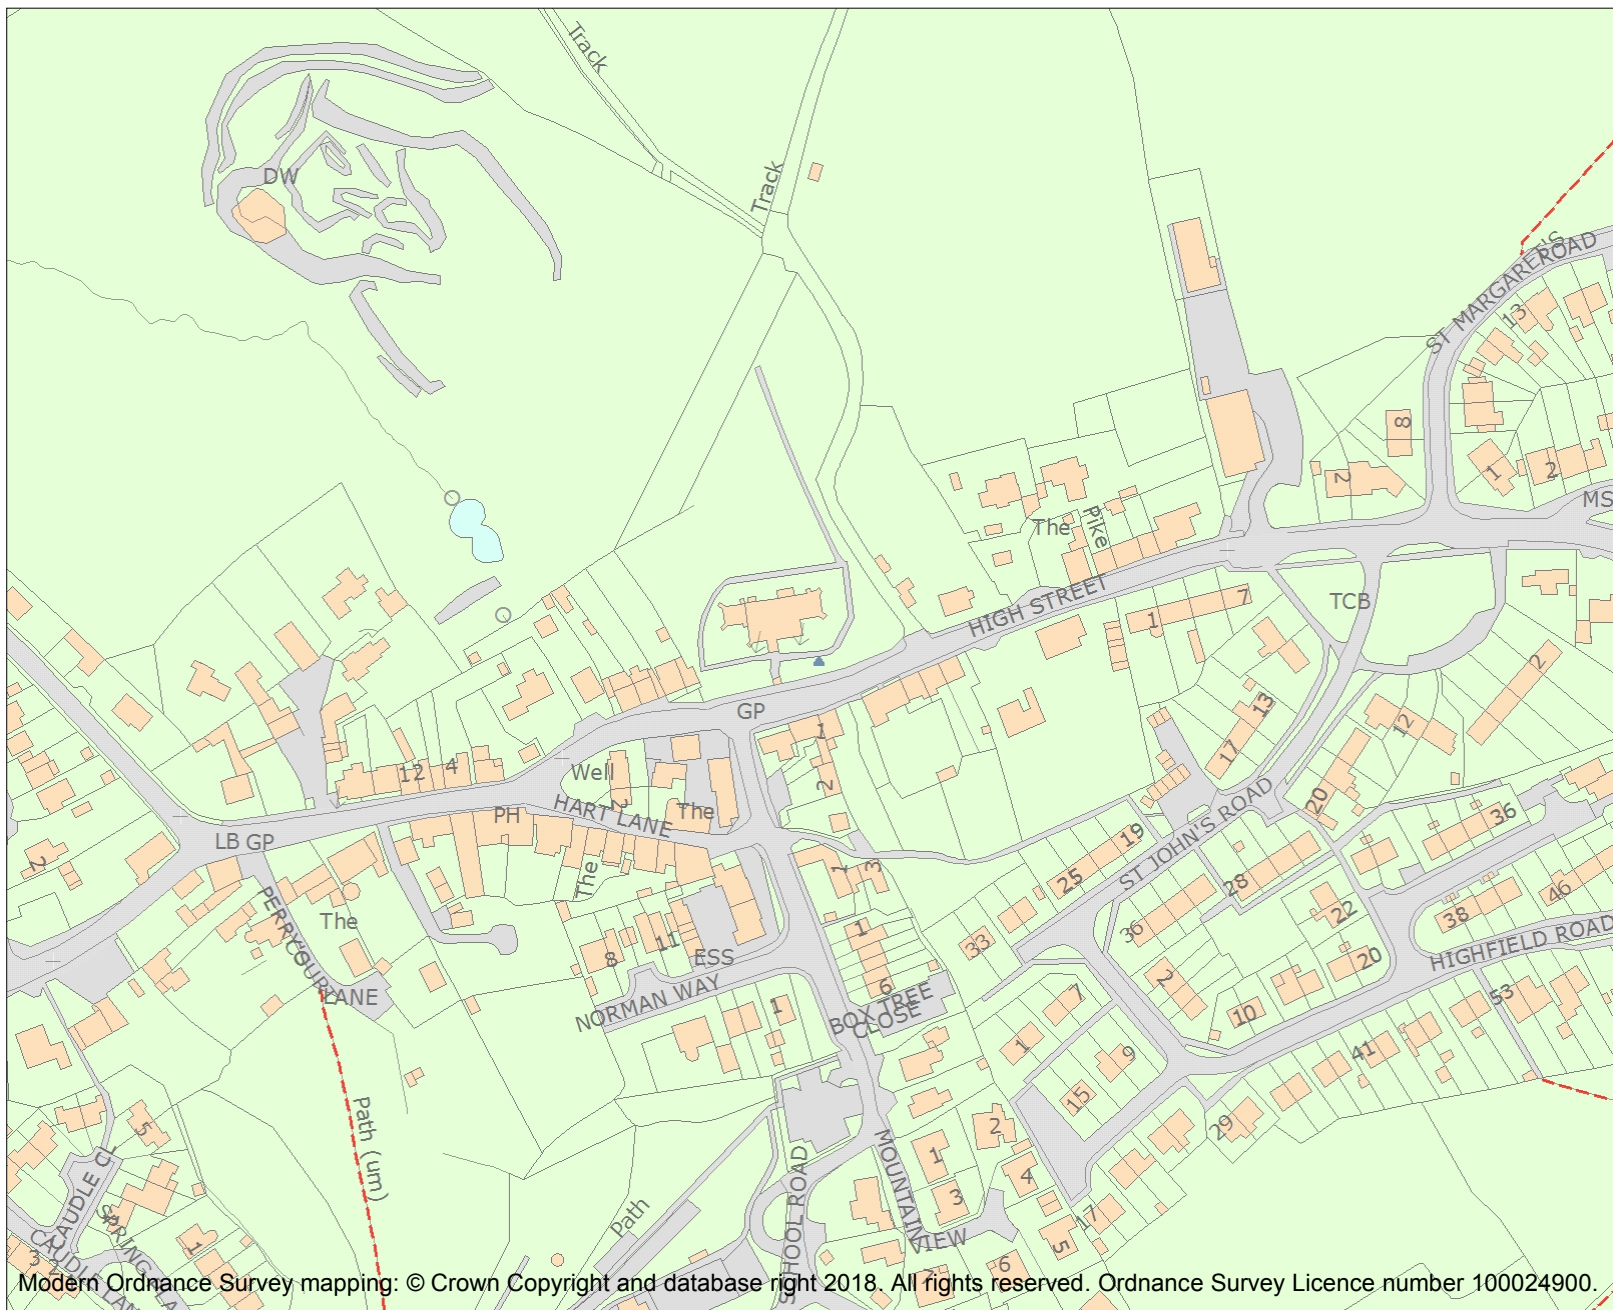 Track
Track
DW
ST MARGARET'S
ROAD
13
8
2
1
2
MS
The
Pike
HIGH STREET
1
7
TCB
2
13
17
12
20
GP
1
2
Well
2
12
4
PH
HART LANE
The
The
LB GP
2
PERRYCOURT
LANE
The
1
3
19
25
ST JOHN'S ROAD
28
36
36
46
38
22
20
HIGHFIELD ROAD
33
1
11
8
ESS
6
NORMAN WAY
1
BOX TREE
CLOSE
2
7
10
53
1
9
41
15
29
Path (um)
5
2
1
4
3
MOUNTAIN
VIEW
17
5
6
7
SCHOOL ROAD
Path
CAUDLE CL
1
3
2
Modern Ordnance Survey mapping: © Crown Copyright and database right 2018. All rights reserved. Ordnance Survey Licence number 100024900.